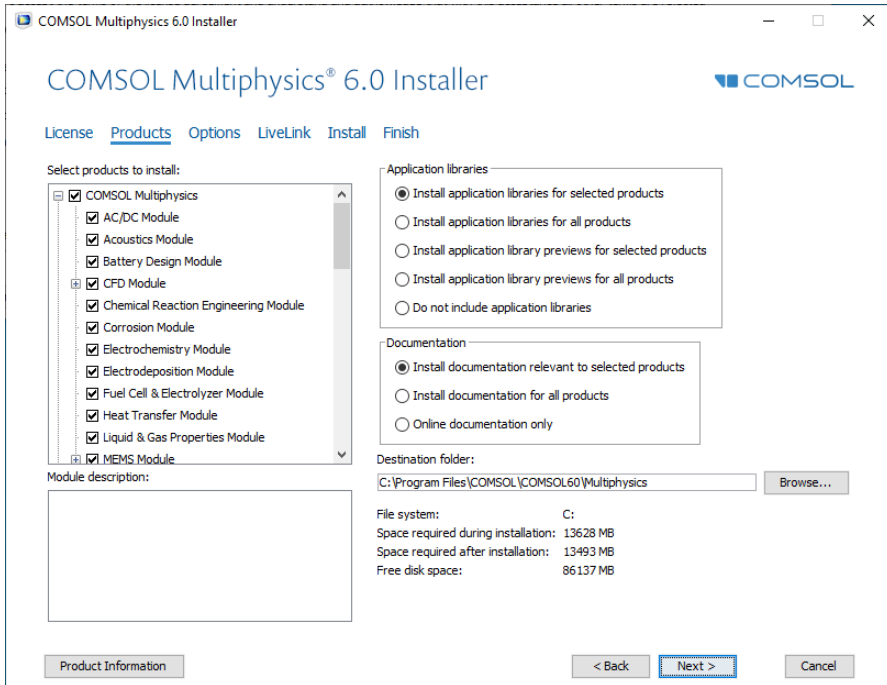 COMSOL Multiphysics 6.0 Installer
COMSOL Multiphysics® 6.0 Installer
COMSOL
License Products Options LiveLink Install Finish
Select products to install:
COMSOL Multiphysics
AC/DC Module
Acoustics Module
Battery Design Module
CFD Module
Chemical Reaction Engineering Module
Corrosion Module
Electrochemistry Module
Electrodeposition Module
Fuel Cell & Electrolyzer Module
Heat Transfer Module
Liquid & Gas Properties Module
MEMS Module
Module description:
Application libraries
Install application libraries for selected products
Install application libraries for all products
Install application library previews for selected products
Install application library previews for all products
Do not include application libraries
Documentation
Install documentation relevant to selected products
Install documentation for all products
Online documentation only
Destination folder:
C:\Program Files\COMSOL\COMSOL60\Multiphysics
Browse...
File system: C:
Space required during installation: 13628 MB
Space required after installation: 13493 MB
Free disk space: 86137 MB
Product Information
< Back
Next >
Cancel